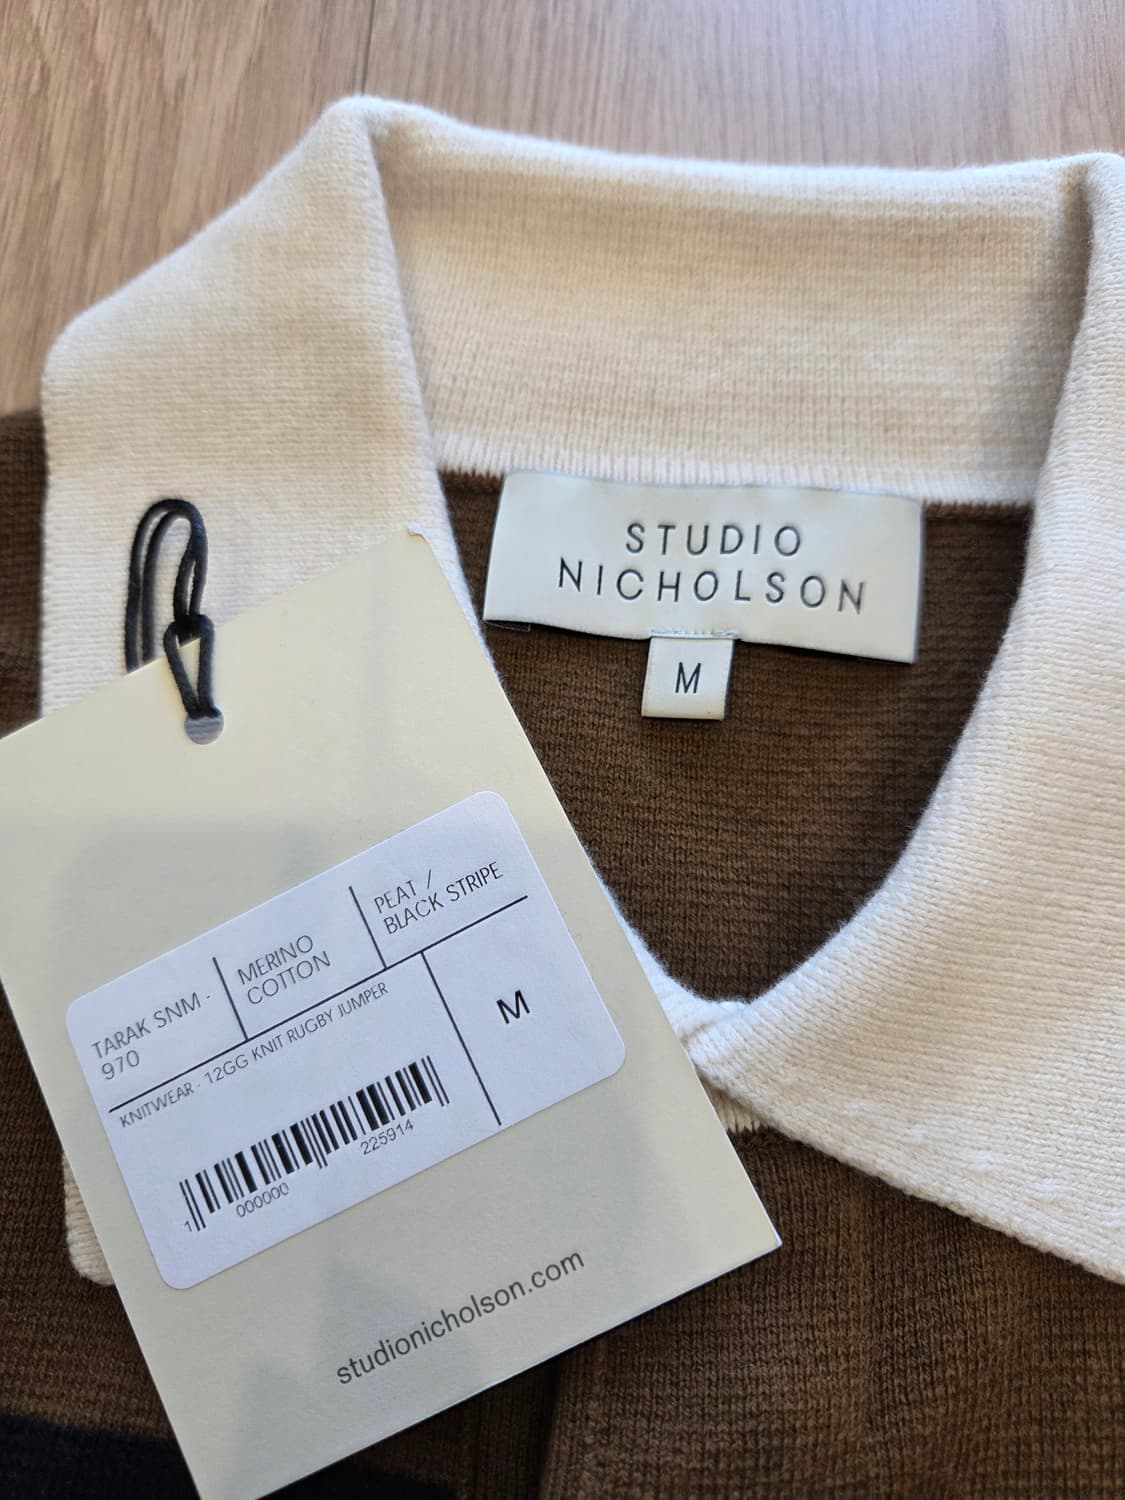 STUDIO
NICHOLSON
M
TARAK SNM -
970
MERINO
COTTON
PEAT /
BLACK STRIPE
KNITWEAR - 12GG KNIT RUGBY JUMPER
M
1 000000 225914
studionicholson.com